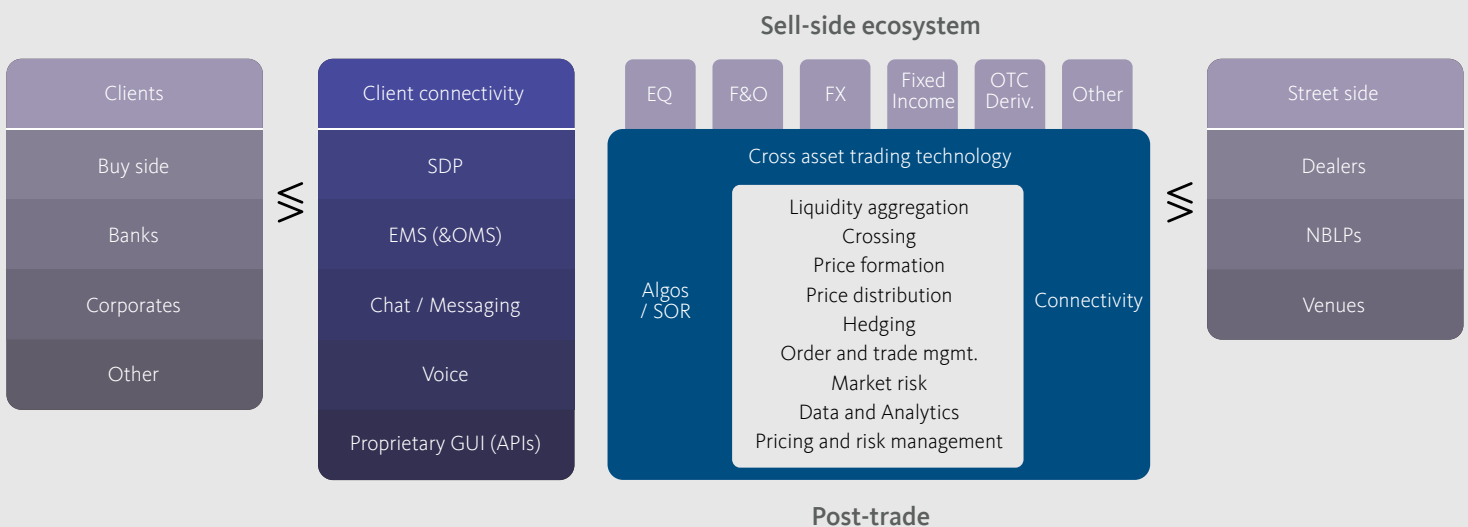 Sell-side ecosystem
Clients
Buy side
Banks
Corporates
Other
Client connectivity
SDP
EMS (&OMS)
Chat / Messaging
Voice
Proprietary GUI (APIs)
EQ
F&O
FX
Fixed
Income
OTC
Deriv.
Other
Cross asset trading technology
Algos
/ SOR
Liquidity aggregation
Crossing
Price formation
Price distribution
Hedging
Order and trade mgmt.
Market risk
Data and Analytics
Pricing and risk management
Connectivity
Street side
Dealers
NBLPs
Venues
Post-trade